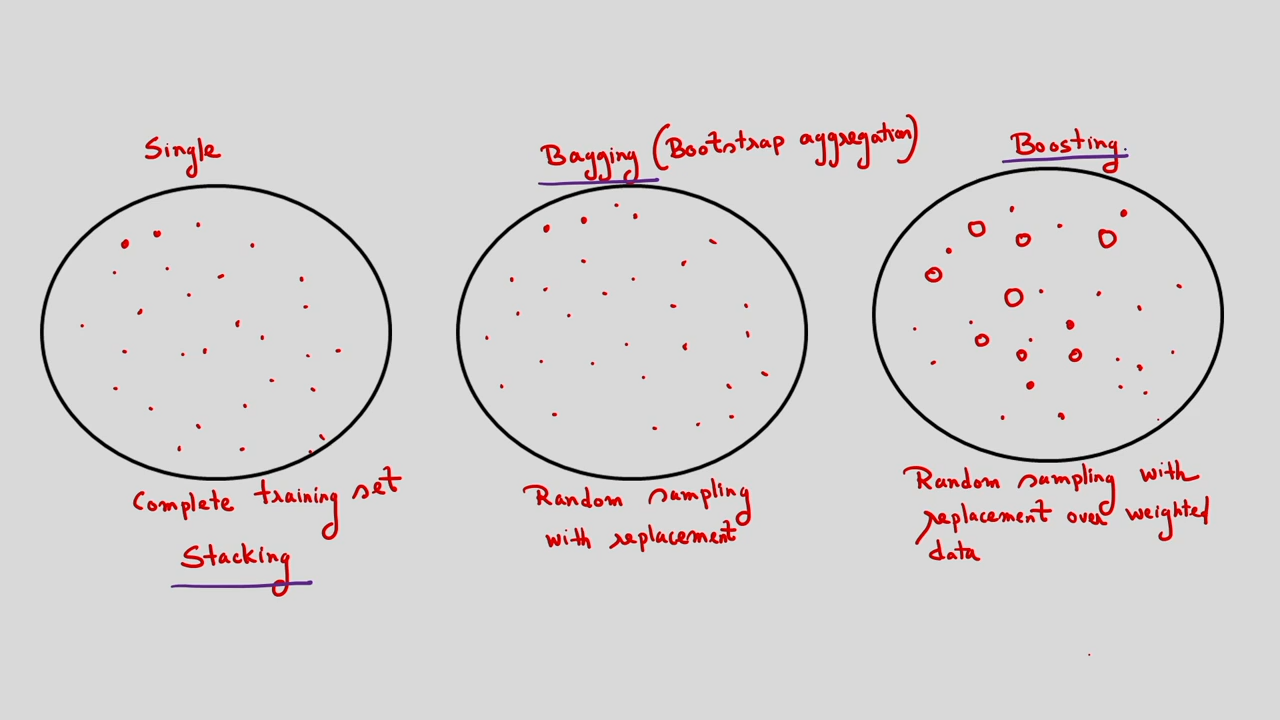 Single
Complete training set
Stacking
Bagging (Bootstrap aggregation)
Random sampling
with replacement
Boosting.
Random sampling with
replacement over weighted
data